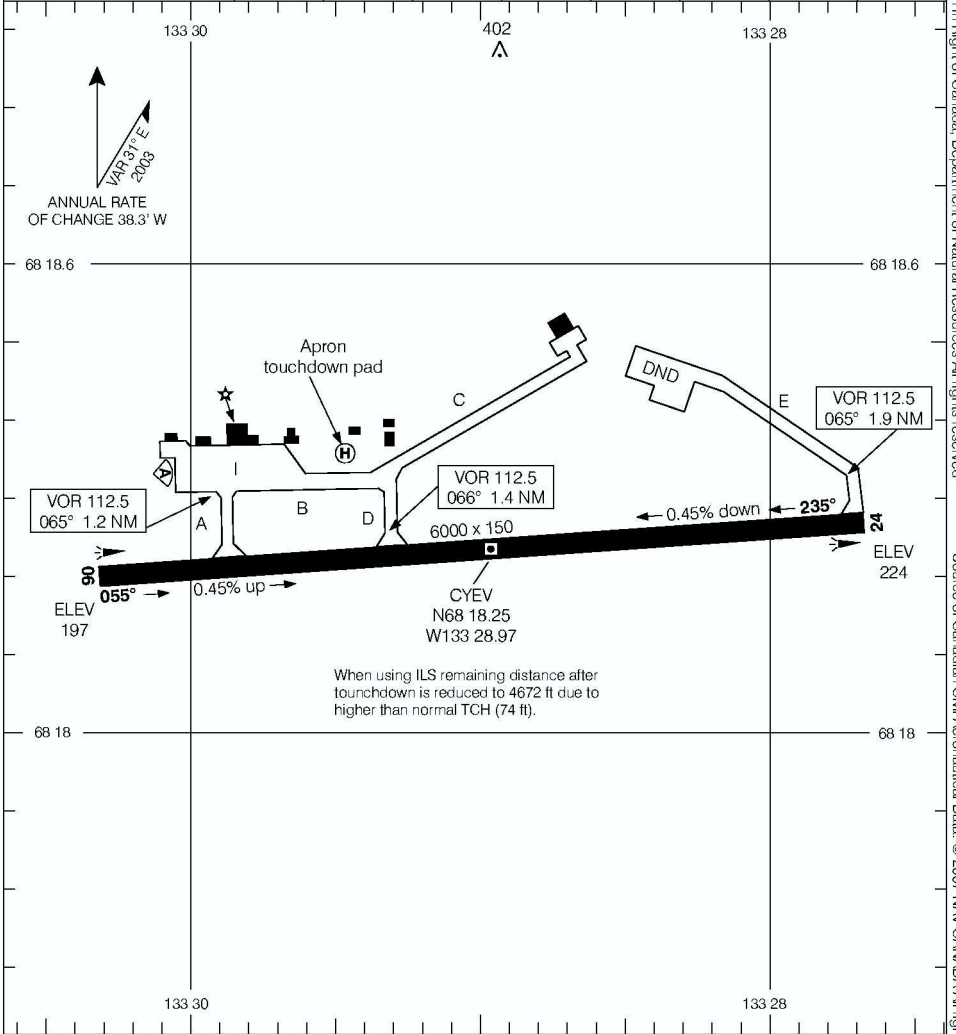 133 30
402
133 28
VAR 31° E
2003
ANNUAL RATE
OF CHANGE 38.3' W
68 18.6
68 18.6
Apron
touchdown pad
DND
C
E
VOR 112.5
065° 1.9 NM
H
A
I
VOR 112.5
066° 1.4 NM
VOR 112.5
065° 1.2 NM
A
B
D
6000 x 150
0.45% down
235°
24
06
055°
0.45% up
ELEV
224
ELEV
197
CYEV
N68 18.25
W133 28.97
When using ILS remaining distance after
tounchdown is reduced to 4672 ft due to
higher than normal TCH (74 ft).
68 18
68 18
133 30
133 28